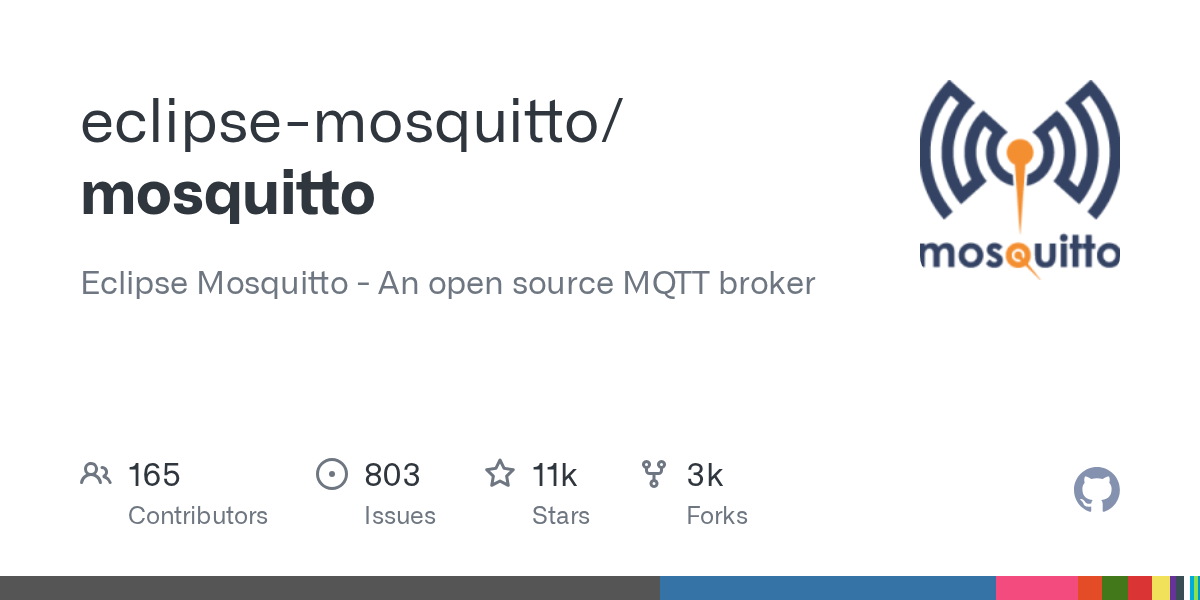 eclipse-mosquitto/
mosquitto
mosquitto
Eclipse Mosquitto - An open source MQTT broker
165
Contributors
803
Issues
11k
Stars
3k
Forks